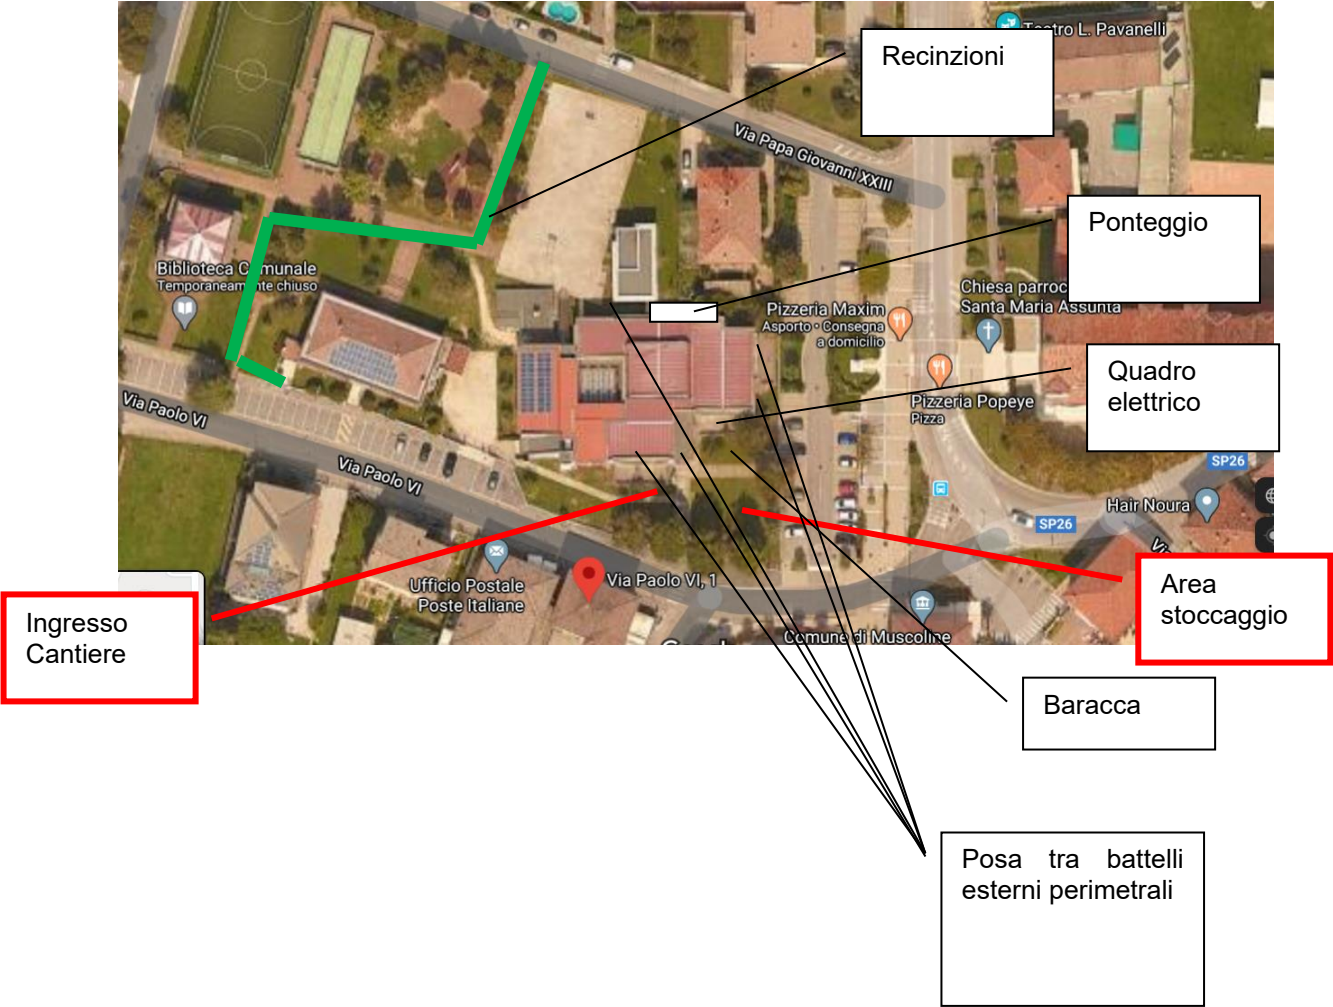 Teatro L. Pavanelli
Recinzioni
Via Papa Giovanni XXIII
Ponteggio
Biblioteca Comunale
Temporaneamente chiuso
Chiesa parroc
Santa Maria Assunta
Pizzeria Maxim
Asporto • Consegna
a domicilio
Quadro
elettrico
Pizzeria Popeye
Pizza
Via Paolo VI
Via Paolo VI
SP26
Hair Noura
SP26
Ufficio Postale
Poste Italiane
Via Paolo VI, 1
Area
stoccaggio
Ingresso
Cantiere
Comune di Muscoline
Baracca
Posa tra battelli
esterni perimetrali